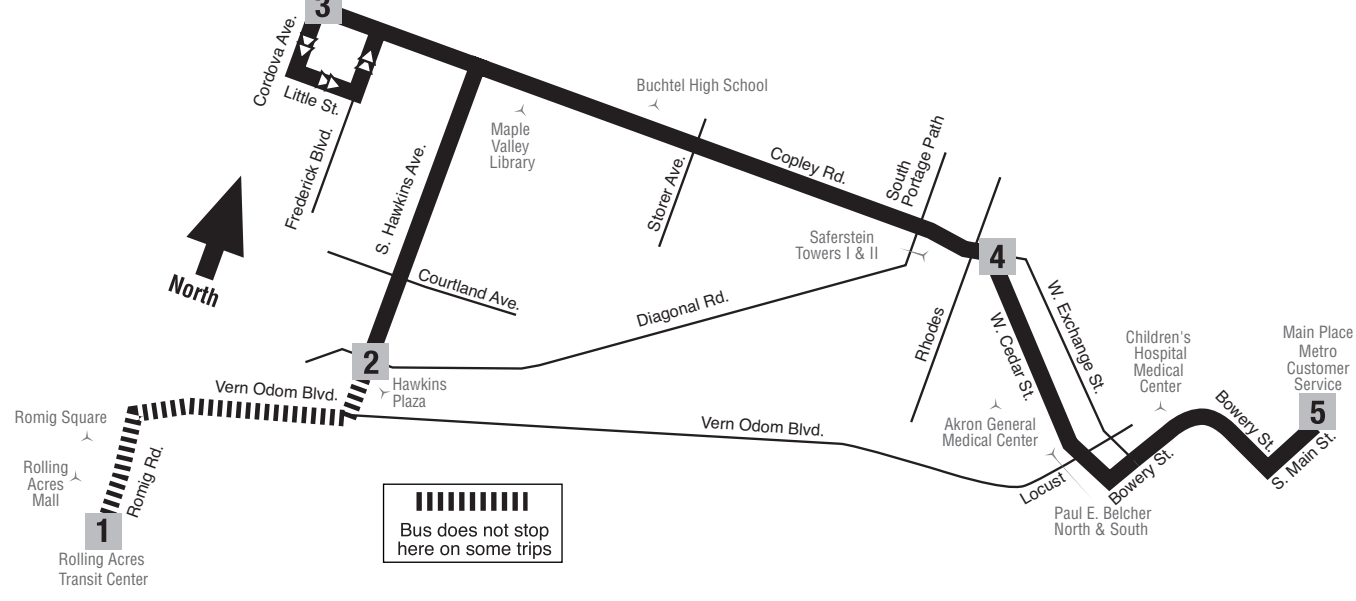 3
Cordova Ave.
Little St.
Frederick Blvd.
S. Hawkins Ave.
Maple
Valley
Library
Buchtel High School
Storer Ave.
Copley Rd.
South
Portage Path
Saferstein
Towers I & II
4
North
Courtland Ave.
Diagonal Rd.
Rhodes
W. Cedar St.
W. Exchange St.
Children's
Hospital
Medical
Center
Main Place
Metro
Customer
Service
5
2
Hawkins
Plaza
Vern Odom Blvd.
Romig Square
Rolling
Acres
Mall
Romig Rd.
1
Rolling Acres
Transit Center
Vern Odom Blvd.
Akron General
Medical Center
Locust
Bowery St.
Bowery St.
S. Main St.
Paul E. Belcher
North & South
Bus does not stop
here on some trips